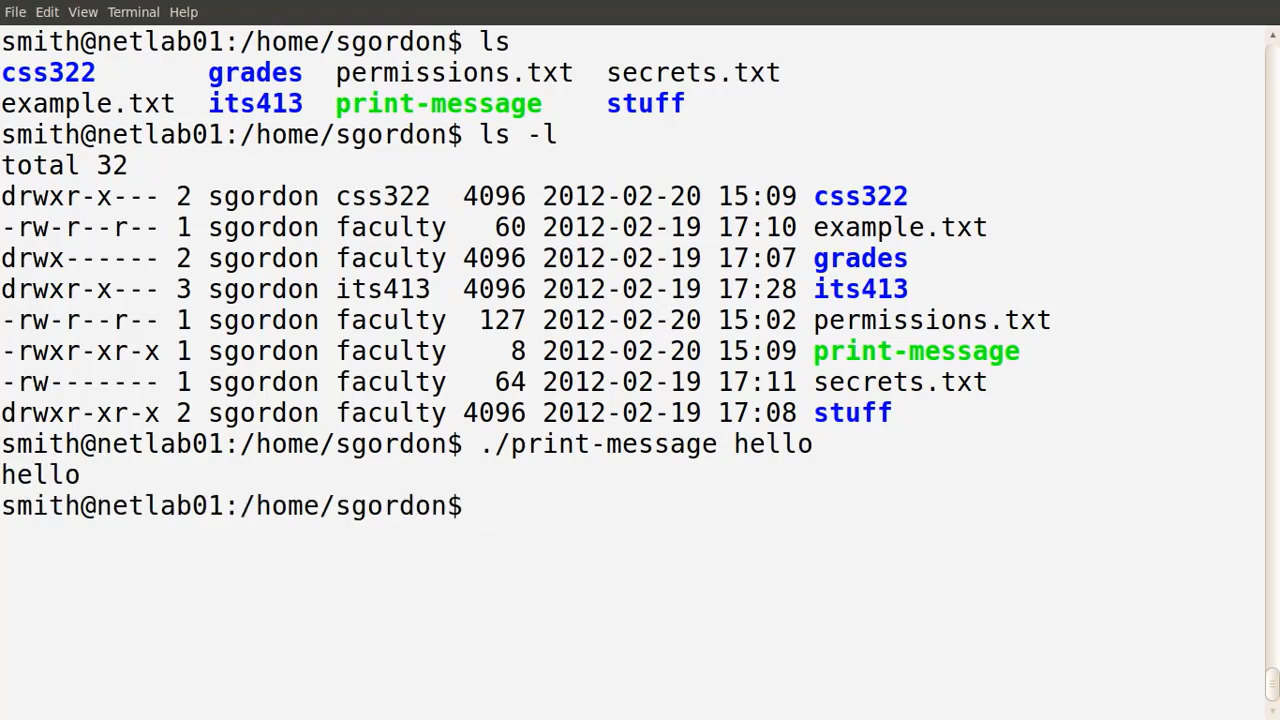 File Edit View Terminal Help
smith@netlab01:/home/sgordon$ ls
css322       grades  permissions.txt  secrets.txt
example.txt  its413  print-message    stuff
smith@netlab01:/home/sgordon$ ls -l
total 32
drwxr-x--- 2 sgordon css322  4096 2012-02-20 15:09 css322
-rw-r--r-- 1 sgordon faculty   60 2012-02-19 17:10 example.txt
drwx------ 2 sgordon faculty 4096 2012-02-19 17:07 grades
drwxr-x--- 3 sgordon its413  4096 2012-02-19 17:28 its413
-rw-r--r-- 1 sgordon faculty  127 2012-02-20 15:02 permissions.txt
-rwxr-xr-x 1 sgordon faculty    8 2012-02-20 15:09 print-message
-rw------- 1 sgordon faculty   64 2012-02-19 17:11 secrets.txt
drwxr-xr-x 2 sgordon faculty 4096 2012-02-19 17:08 stuff
smith@netlab01:/home/sgordon$ ./print-message hello
hello
smith@netlab01:/home/sgordon$